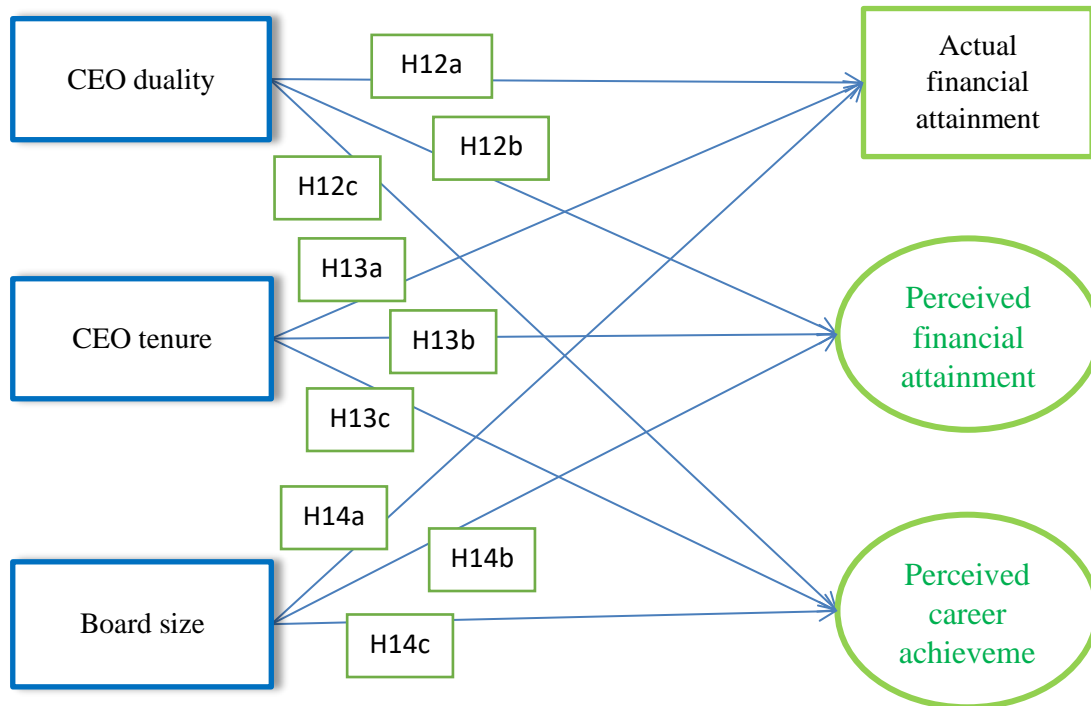 CEO duality
H12a
Actual
financial
attainment
H12b
H12c
CEO tenure
H13a
H13b
H13c
Perceived
financial
attainment
Board size
H14a
H14b
H14c
Perceived
career
achieveme